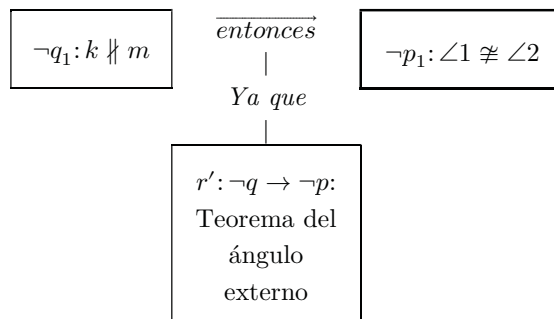 ¬q₁: k ∦ m
entonces
¬p₁: ∠1 ≇ ∠2
Ya que
r′: ¬q → ¬p:
Teorema del
ángulo
externo